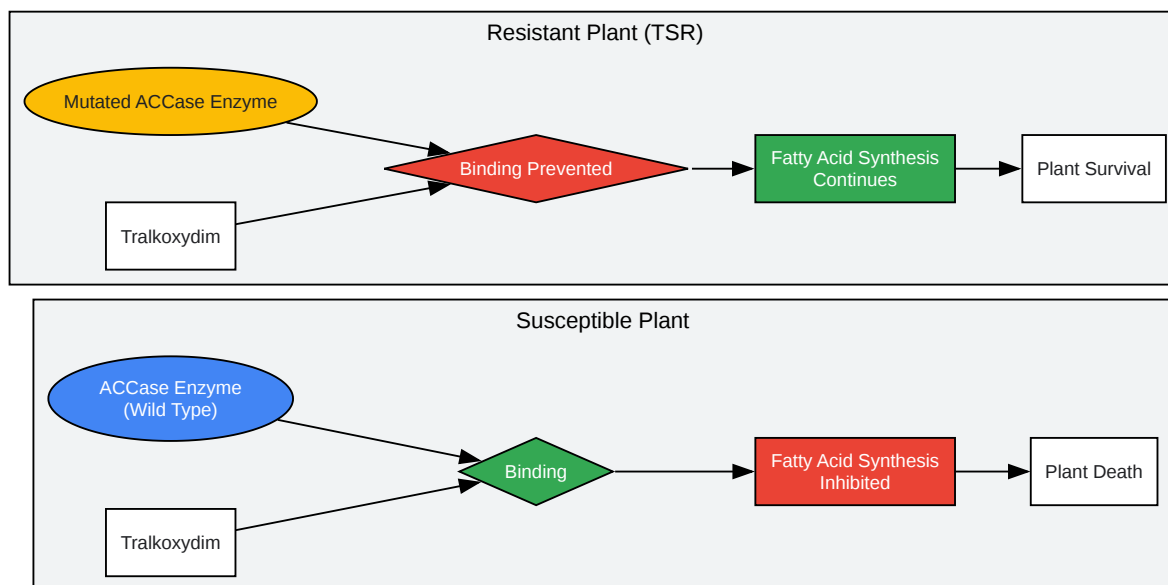 Resistant Plant (TSR)
Mutated ACCase Enzyme
Tralkoxydim
Binding Prevented
Fatty Acid Synthesis
Continues
Plant Survival
Susceptible Plant
ACCase Enzyme
(Wild Type)
Tralkoxydim
Binding
Fatty Acid Synthesis
Inhibited
Plant Death